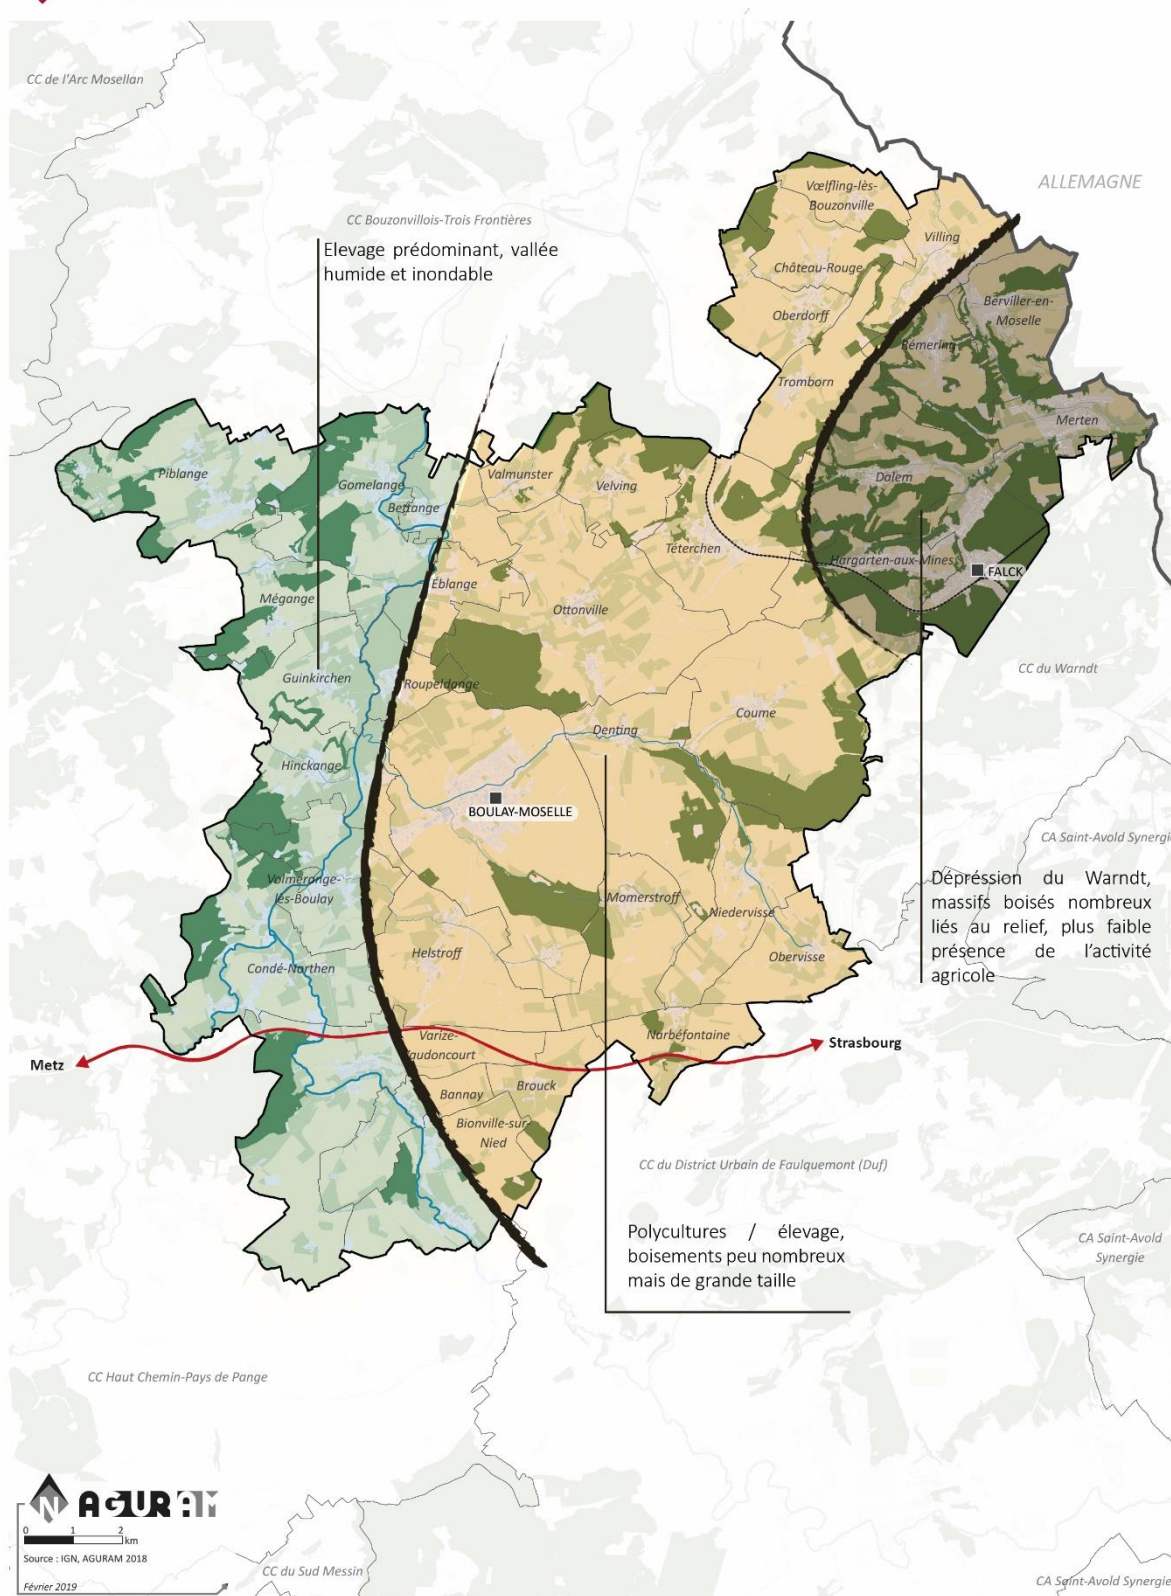 CC de l'Arc Mosellan
ALLEMAGNE
CC Bouzonvillois-Trois Frontières
Elevage prédominant, vallée
humide et inondable
Vœlfling-lès-
Bouzonville
Villing
Château-Rouge
Berviller-en-
Moselle
Oberdorff
Rémering
Tromborn
Merten
Piblange
Gomelange
Bettange
Valmunster
Velving
Dalem
Téterchen
Hargarten-aux-Mines
FALCK
Éblange
Mégange
Ottonville
Guinkirchen
Roupeldange
CC du Warndt
Coume
Denting
Hinckange
BOULAY-MOSELLE
CA Saint-Avold Synergie
Volmerange-
lès-Boulay
Momerstroff
Niedervisse
Dépréssion du Warndt,
massifs boisés nombreux
liés au relief, plus faible
présence de l'activité
agricole
Helstroff
Obervisse
Condé-Northen
Varize-
Vaudoncourt
Narbéfontaine
Metz
Strasbourg
Bannay
Brouck
Bionville-sur-
Nied
CC du District Urbain de Faulquemont (Duf)
Polycultures / élevage,
boisements peu nombreux
mais de grande taille
CA Saint-Avold
Synergie
CC Haut Chemin-Pays de Pange
N AGURAM
0 1 2
km
Source : IGN, AGURAM 2018
Février 2019
CC du Sud Messin
CA Saint-Avold Synergie